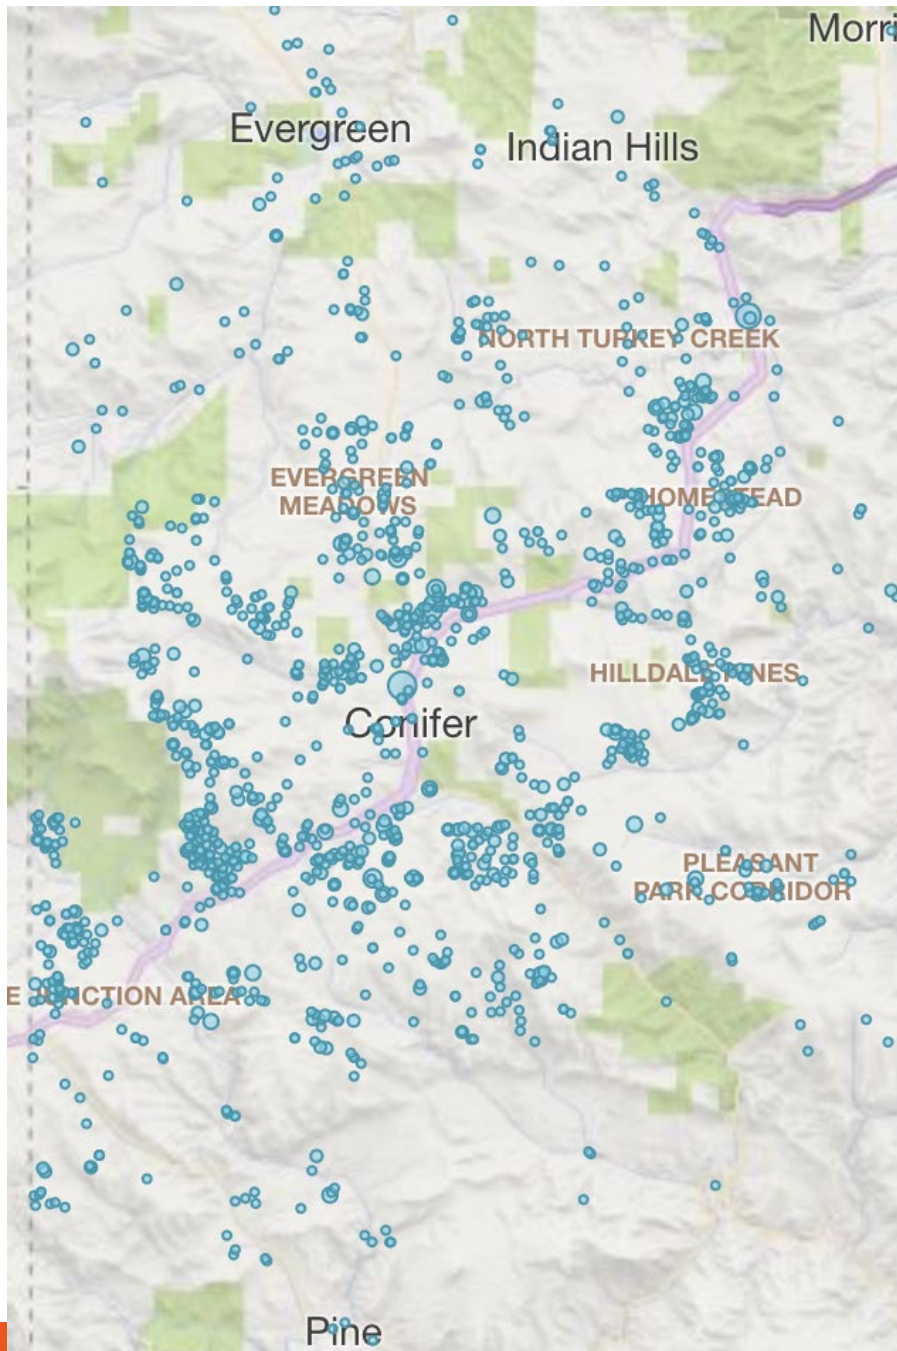 Morri
Evergreen
Indian Hills
NORTH TURKEY CREEK
EVERGREEN
MEADOWS
HOMESTEAD
HILLDALE PINES
Conifer
PLEASANT
PARK CORRIDOR
E JUNCTION AREA
Pine